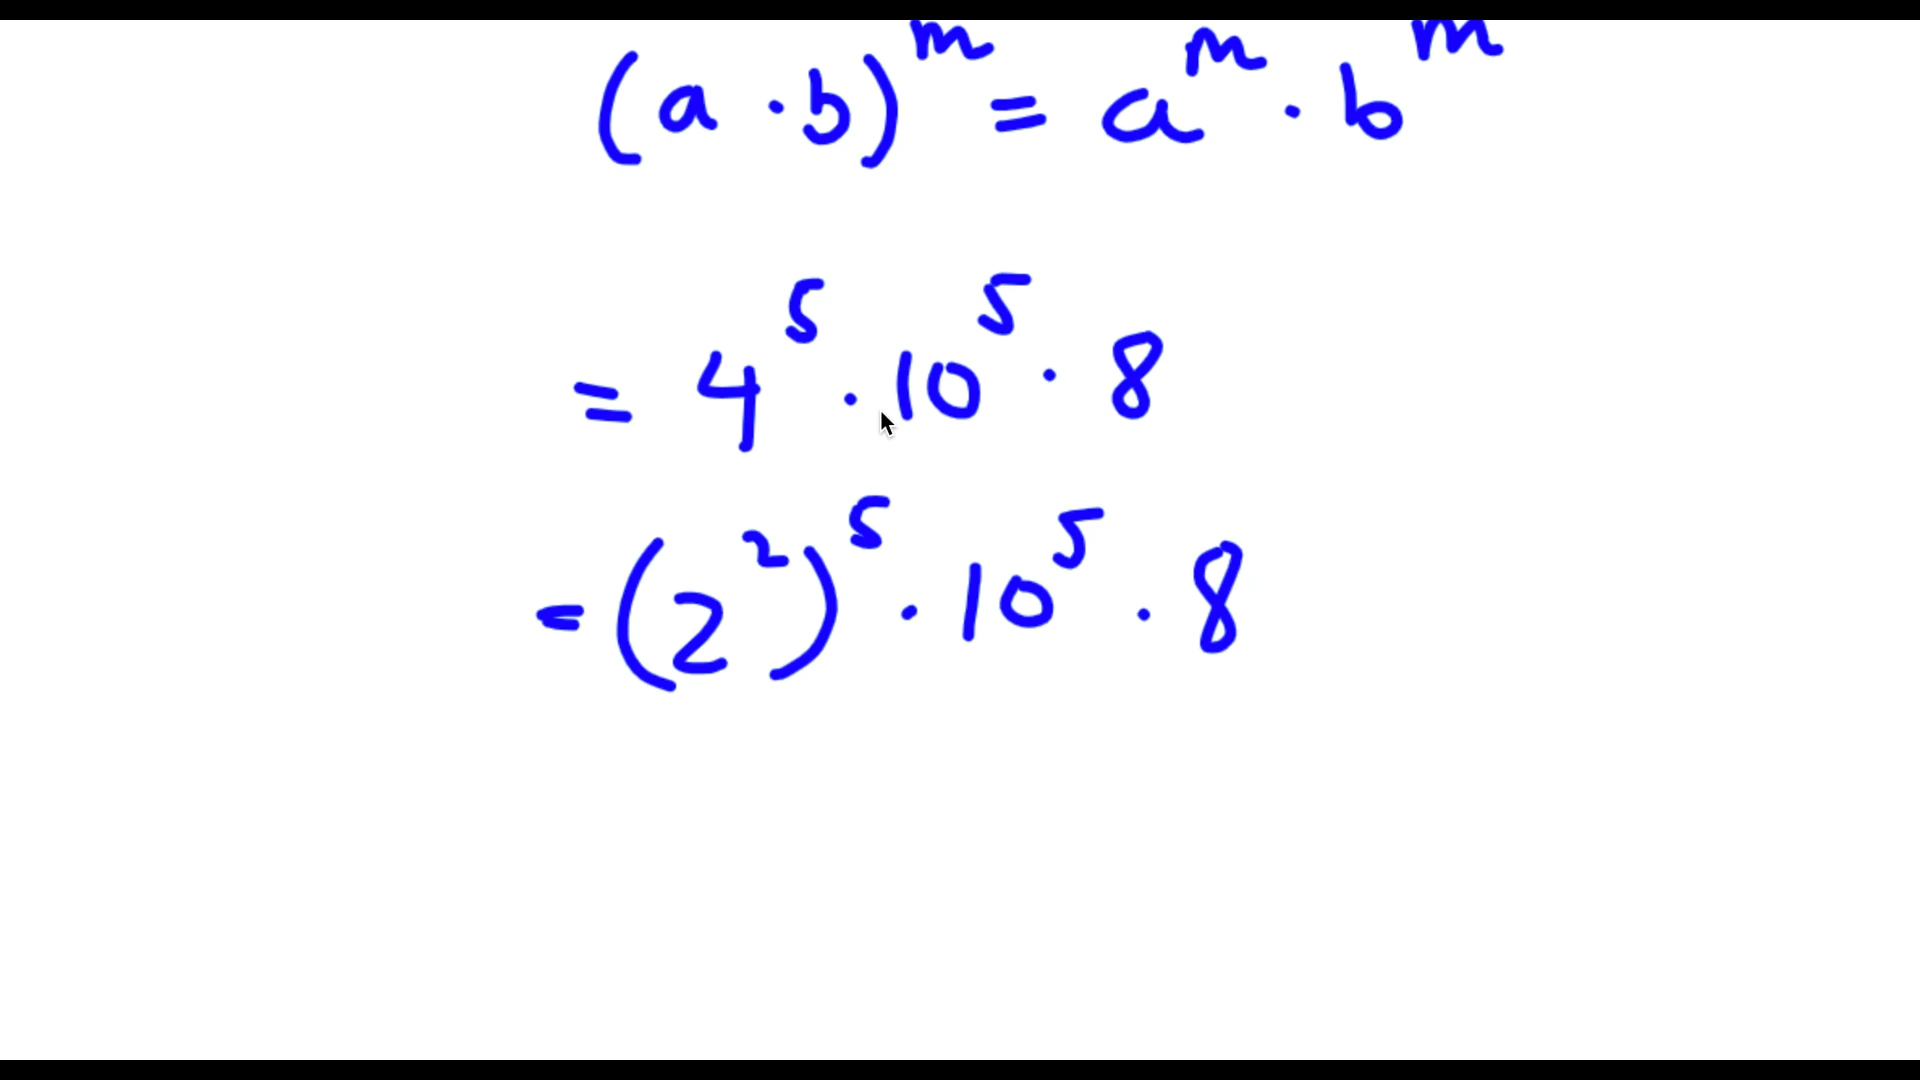 (a · b)^m = a^m · b^m
= 4^5 · 10^5 · 8
= (2^2)^5 · 10^5 · 8